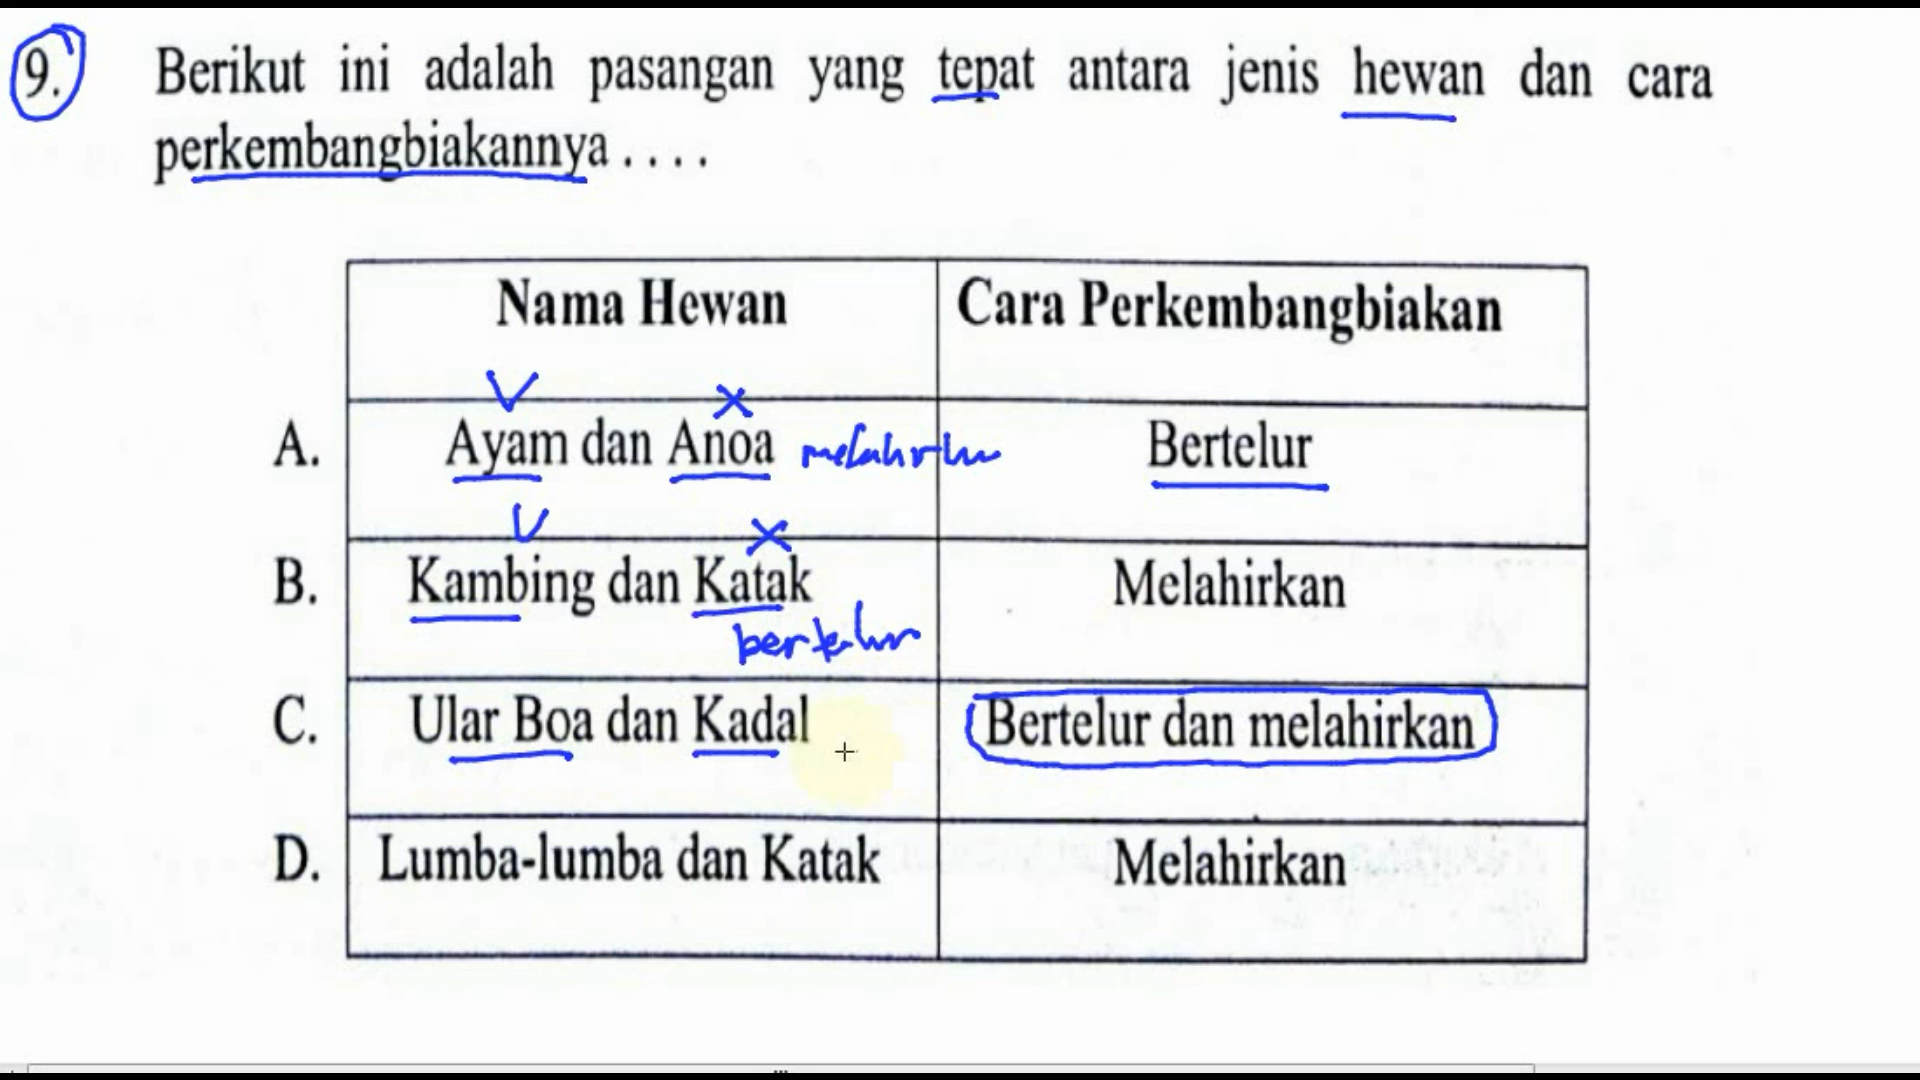 9. Berikut ini adalah pasangan yang tepat antara jenis hewan dan cara
perkembangbiakannya . . . .
Nama Hewan Cara Perkembangbiakan
A. Ayam dan Anoa Bertelur
B. Kambing dan Katak Melahirkan
bertelur
C. Ular Boa dan Kadal Bertelur dan melahirkan
D. Lumba-lumba dan Katak Melahirkan